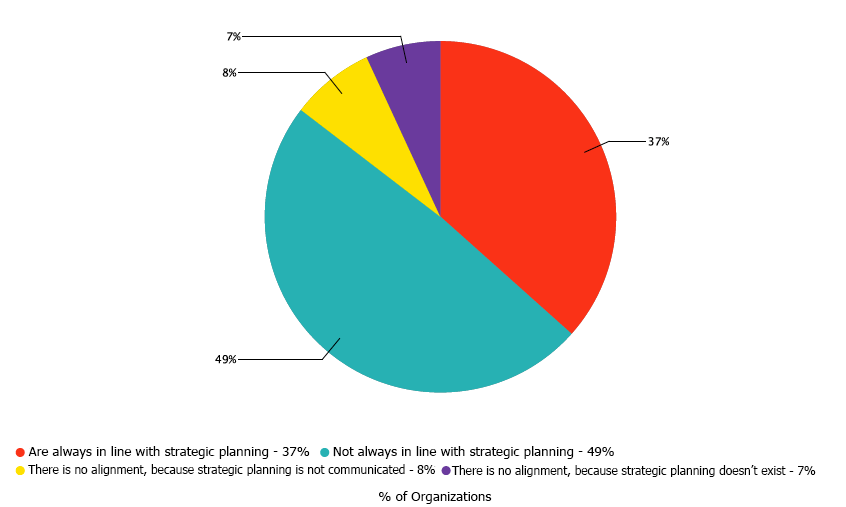 7%
8%
37%
49%
Are always in line with strategic planning - 37% Not always in line with strategic planning - 49%
There is no alignment, because strategic planning is not communicated - 8% There is no alignment, because strategic planning doesn’t exist - 7%
% of Organizations